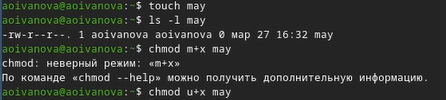 aoivanova@aoivanova:~$ touch may
aoivanova@aoivanova:~$ ls -l may
-rw-r--r--. 1 aoivanova aoivanova 0 мар 27 16:32 may
aoivanova@aoivanova:~$ chmod m+x may
chmod: неверный режим: «m+x»
По команде «chmod --help» можно получить дополнительную информацию.
aoivanova@aoivanova:~$ chmod u+x may